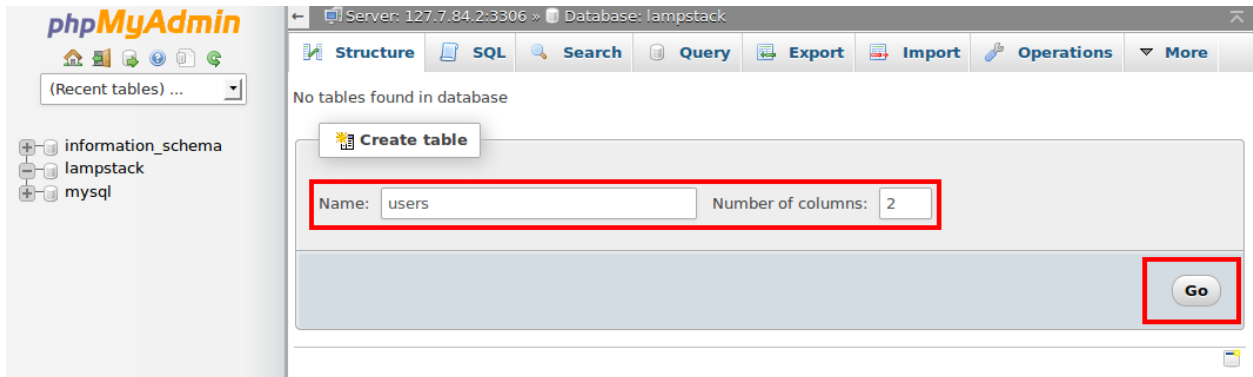 phpMyAdmin
(Recent tables) ...
information_schema
lampstack
mysql
Server: 127.7.84.2:3306 » Database: lampstack
Structure SQL Search Query Export Import Operations More
No tables found in database
Create table
Name: users Number of columns: 2
Go